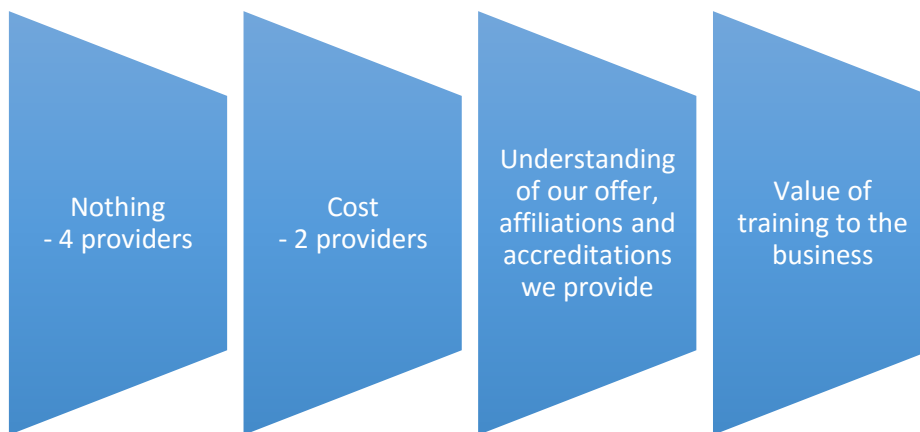 Nothing
- 4 providers
Cost
- 2 providers
Understanding
of our offer,
affiliations and
accreditations
we provide
Value of
training to the
business